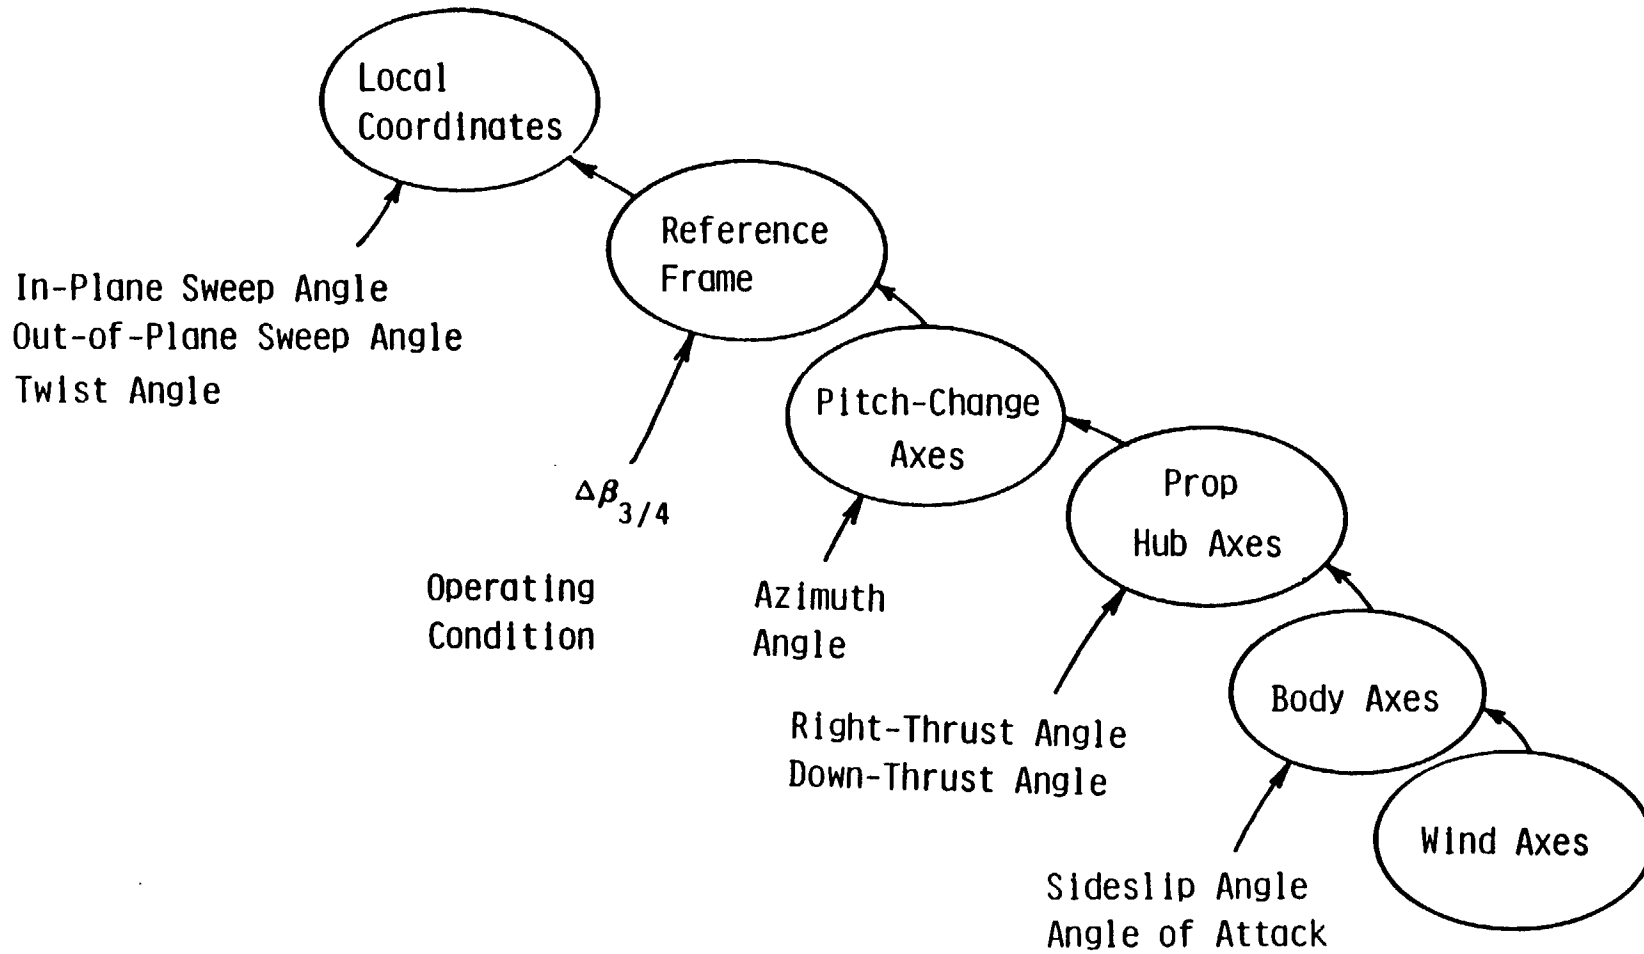 Local
Coordinates
Reference
Frame
In-Plane Sweep Angle
Out-of-Plane Sweep Angle
Twist Angle
Pitch-Change
Axes
Δβ3/4
Prop
Hub Axes
Operating
Condition
Azimuth
Angle
Body Axes
Right-Thrust Angle
Down-Thrust Angle
Wind Axes
Sideslip Angle
Angle of Attack